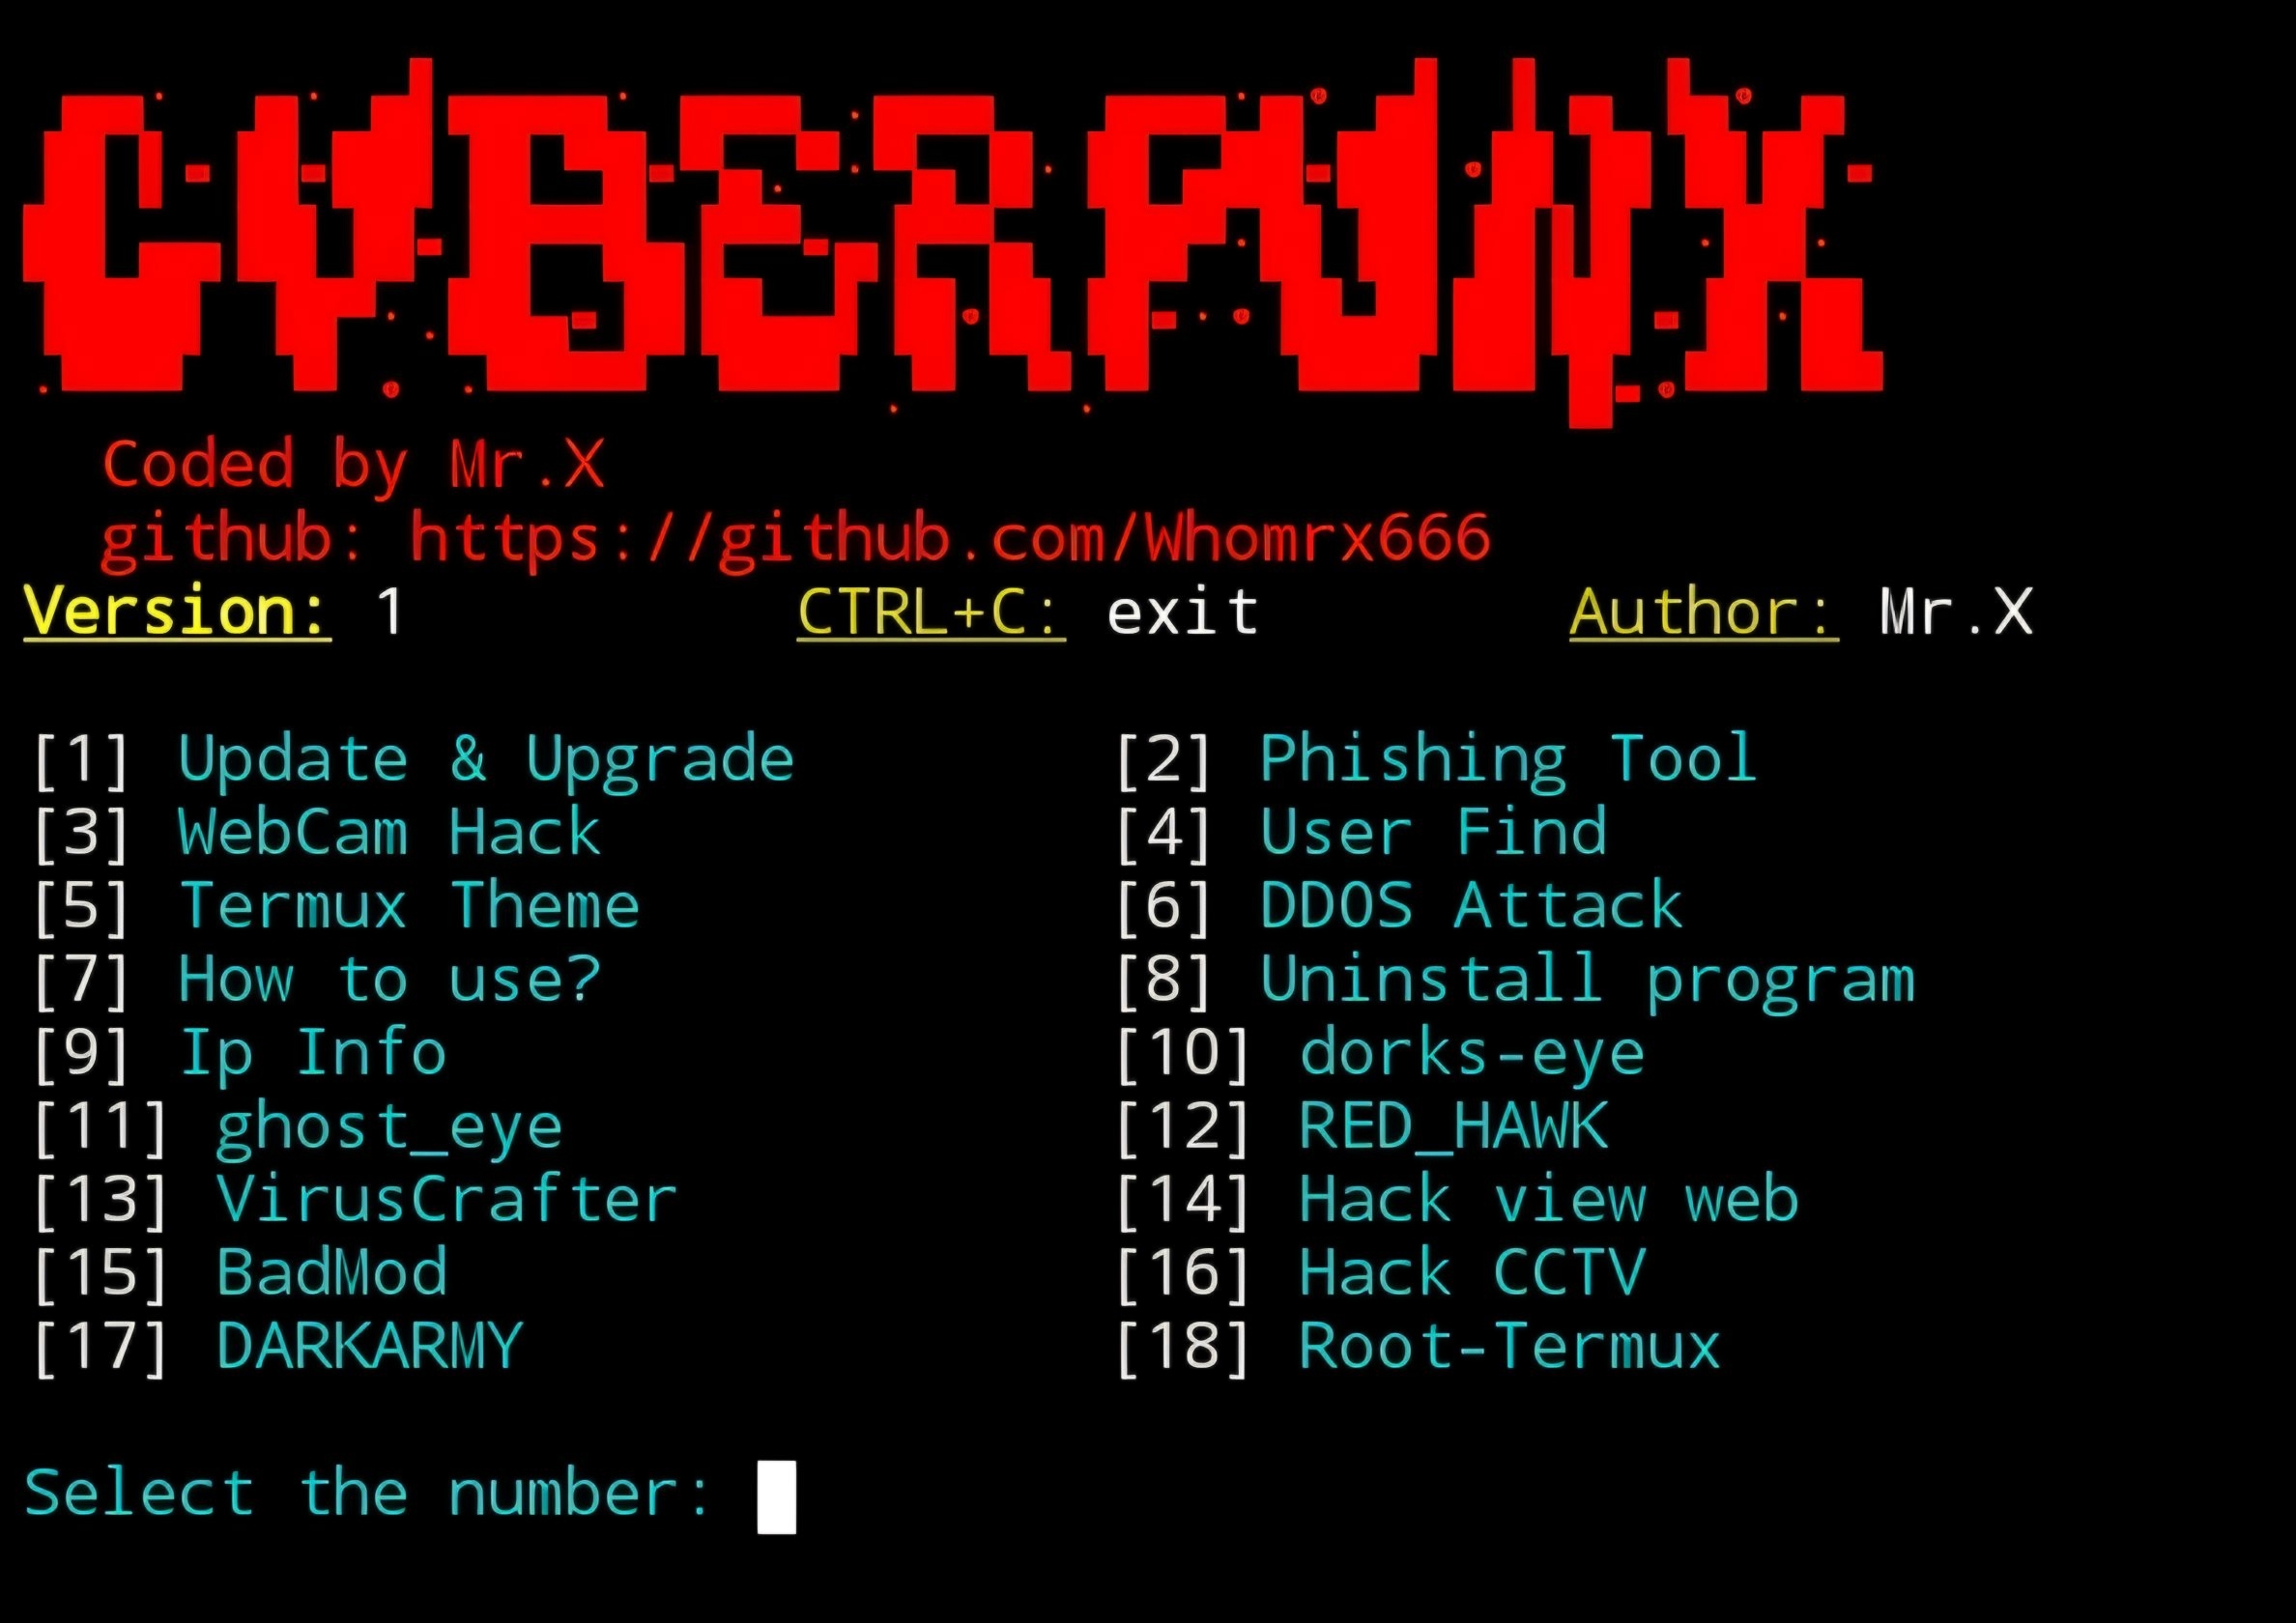 CYBERPUNX
Coded by Mr.X
github: https://github.com/Whomrx666
Version: 1 CTRL+C: exit Author: Mr.X
[1] Update & Upgrade [2] Phishing Tool
[3] WebCam Hack [4] User Find
[5] Termux Theme [6] DDOS Attack
[7] How to use? [8] Uninstall program
[9] Ip Info [10] dorks-eye
[11] ghost_eye [12] RED_HAWK
[13] VirusCrafter [14] Hack view web
[15] BadMod [16] Hack CCTV
[17] DARKARMY [18] Root-Termux
Select the number: